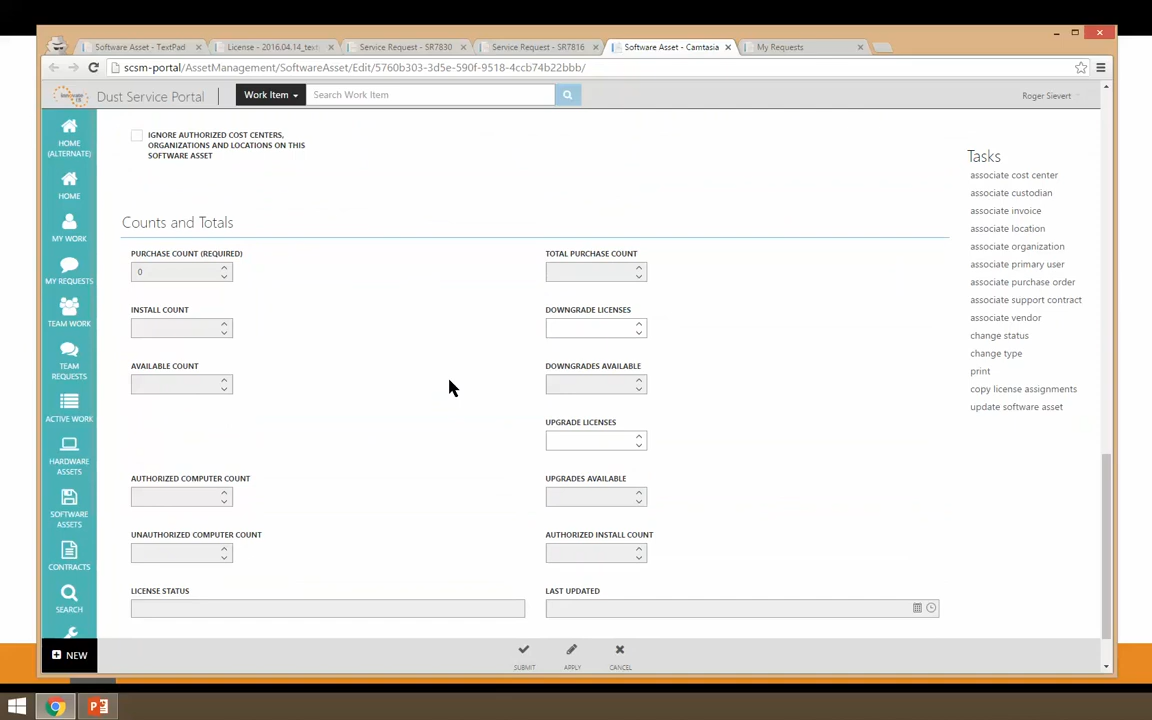 Software Asset - TextPad
License - 2016.04.14_test
Service Request - SR7830
Service Request - SR7816
Software Asset - Camtasia
My Requests
scsm-portal/AssetManagement/SoftwareAsset/Edit/5760b303-3d5e-590f-9518-4ccb74b22bbb/
Dust Service Portal
Work Item
Search Work Item
Roger Sievert
HOME
(ALTERNATE)
HOME
MY WORK
MY REQUESTS
TEAM WORK
TEAM
REQUESTS
ACTIVE WORK
HARDWARE
ASSETS
SOFTWARE
ASSETS
CONTRACTS
SEARCH
NEW
IGNORE AUTHORIZED COST CENTERS,
ORGANIZATIONS AND LOCATIONS ON THIS
SOFTWARE ASSET
Counts and Totals
PURCHASE COUNT (REQUIRED)
0
TOTAL PURCHASE COUNT
INSTALL COUNT
DOWNGRADE LICENSES
AVAILABLE COUNT
DOWNGRADES AVAILABLE
UPGRADE LICENSES
AUTHORIZED COMPUTER COUNT
UPGRADES AVAILABLE
UNAUTHORIZED COMPUTER COUNT
AUTHORIZED INSTALL COUNT
LICENSE STATUS
LAST UPDATED
SUBMIT
APPLY
CANCEL
Tasks
associate cost center
associate custodian
associate invoice
associate location
associate organization
associate primary user
associate purchase order
associate support contract
associate vendor
change status
change type
print
copy license assignments
update software asset